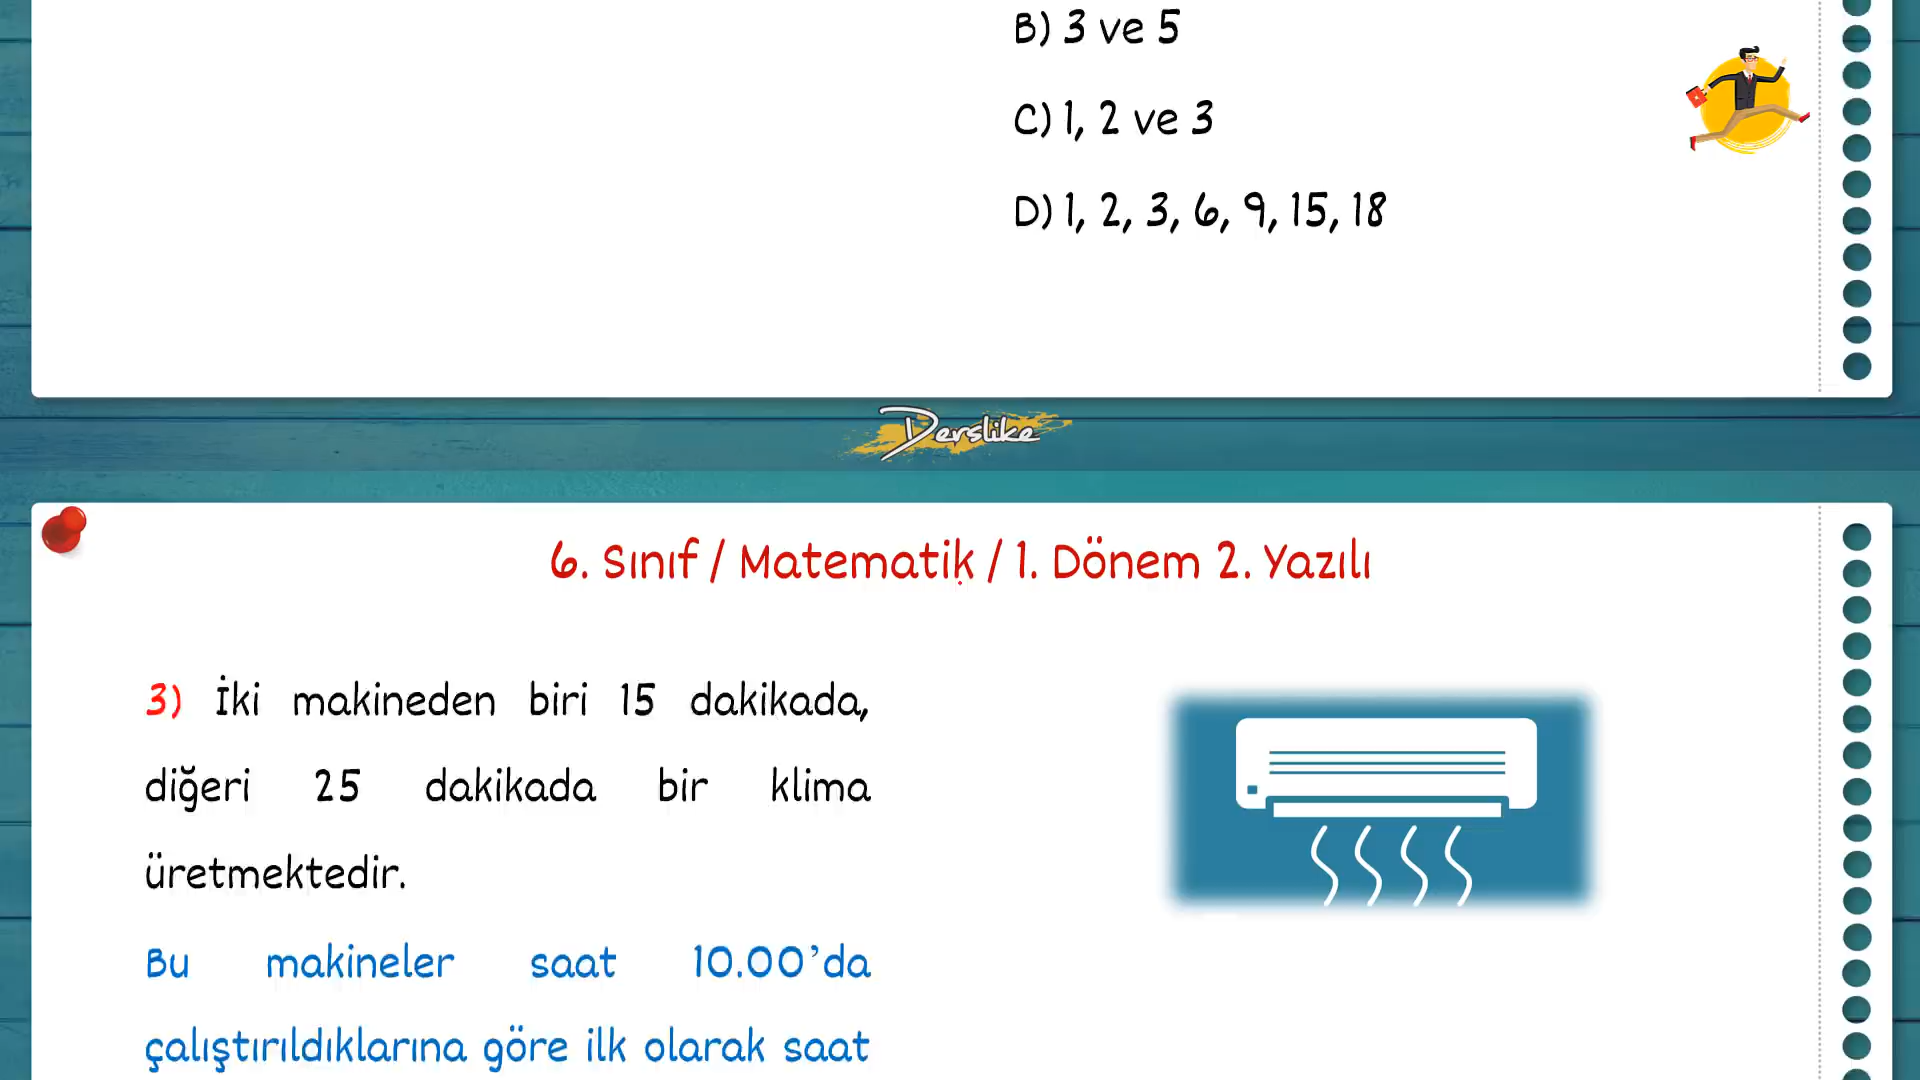 B) 3 ve 5
C) 1, 2 ve 3
D) 1, 2, 3, 6, 9, 15, 18
Derslike
6. Sınıf / Matematik / 1. Dönem 2. Yazılı
3) İki makineden biri 15 dakikada,
diğeri 25 dakikada bir klima
üretmektedir.
Bu makineler saat 10.00’da
çalıştırıldıklarına göre ilk olarak saat